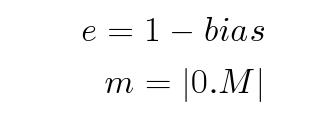 e = 1 − bias
m = |0.M|